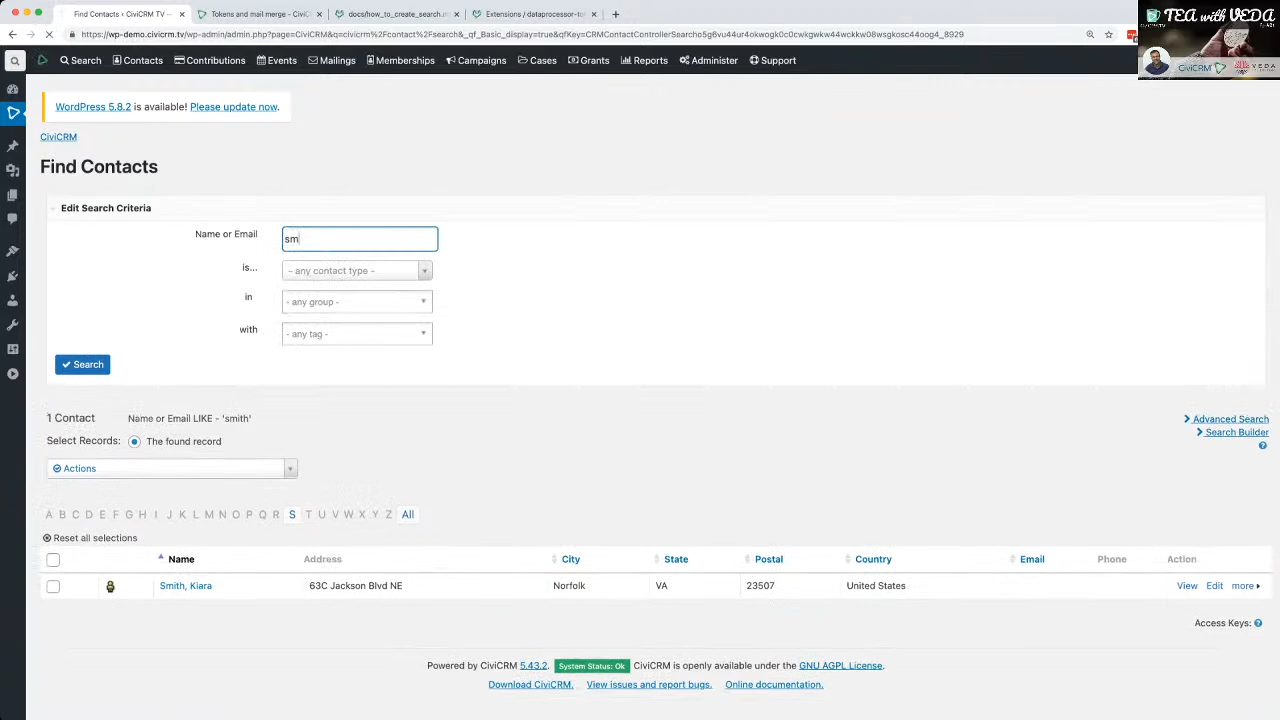 Find Contacts ‹ CiviCRM TV —
Tokens and mail merge -
docs/how_to_create_search.m
Extensions / dataprocessor-to
https://wp-demo.civicrm.tv/wp-admin/admin.php?page=CiviCRM&q=civicrm%2Fcontact%2Fsearch&_qf_Basic_display=true&qfKey=CRMContactControllerSearcho5g6vu44ur4okwogk0c0cwkgwkw44wckkw08wsgkosc44oog4_8929
TEA with VEDA
Search Contacts Contributions Events Mailings Memberships Campaigns Cases Grants Reports Administer Support
CiviCRM VEDA
WordPress 5.8.2 is available! Please update now.
CiviCRM
Find Contacts
Edit Search Criteria
Name or Email sm
is... - any contact type -
in - any group -
with - any tag -
Search
1 Contact Name or Email LIKE - 'smith'
Advanced Search
Search Builder
Select Records: The found record
Actions
A B C D E F G H I J K L M N O P Q R S T U V W X Y Z All
Reset all selections
Name Address City State Postal Country Email Phone Action
Smith, Kiara 63C Jackson Blvd NE Norfolk VA 23507 United States View Edit more
Access Keys:
Powered by CiviCRM 5.43.2. System Status: Ok CiviCRM is openly available under the GNU AGPL License.
Download CiviCRM. View issues and report bugs. Online documentation.